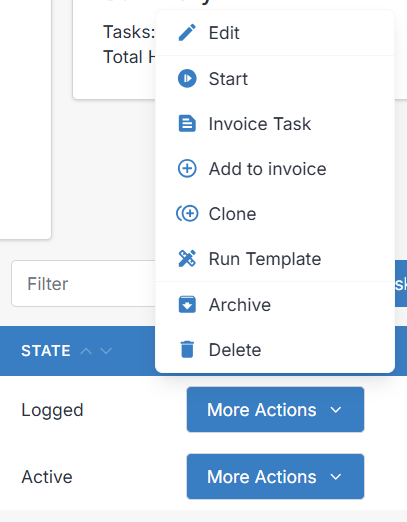 Tasks:
Total H
Edit
Start
Invoice Task
Add to invoice
Clone
Run Template
Filter
Archive
Delete
STATE
Logged
More Actions
Active
More Actions